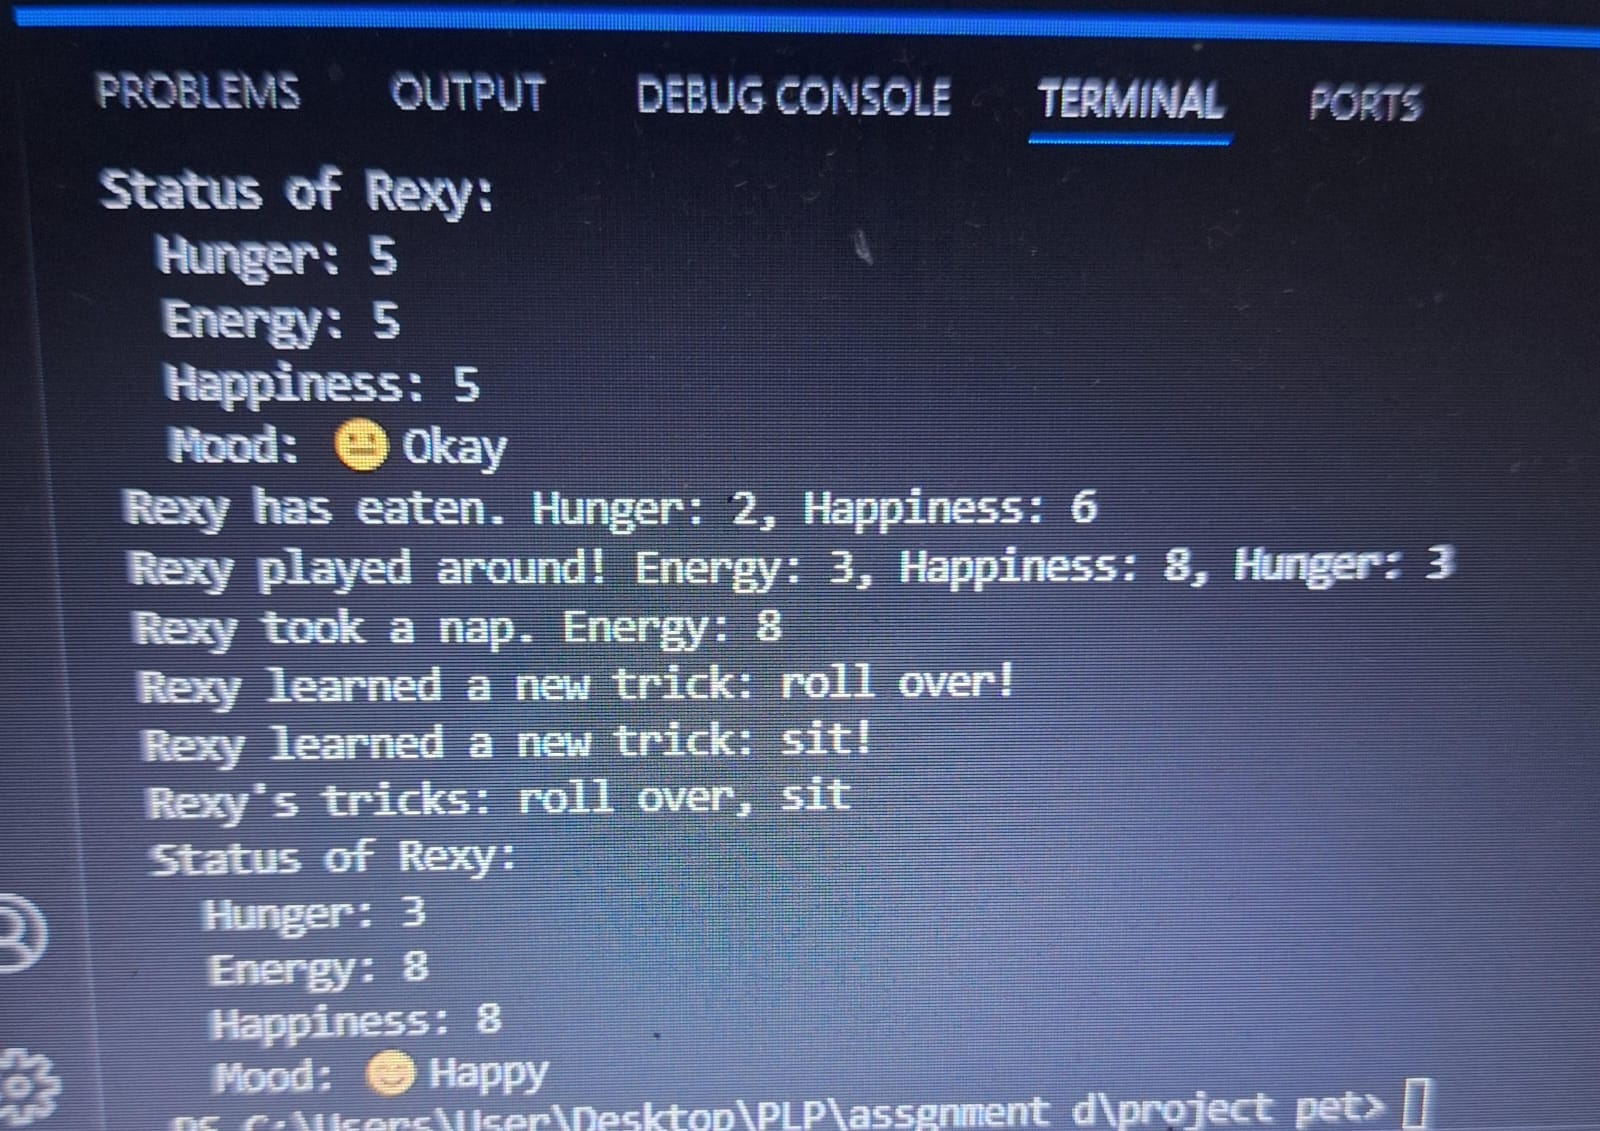 PROBLEMS OUTPUT DEBUG CONSOLE TERMINAL PORTS
Status of Rexy:
Hunger: 5
Energy: 5
Happiness: 5
Mood: 😐 Okay
Rexy has eaten. Hunger: 2, Happiness: 6
Rexy played around! Energy: 3, Happiness: 8, Hunger: 3
Rexy took a nap. Energy: 8
Rexy learned a new trick: roll over!
Rexy learned a new trick: sit!
Rexy's tricks: roll over, sit
Status of Rexy:
Hunger: 3
Energy: 8
Happiness: 8
Mood: 😊 Happy
PS C:\Users\User\Desktop\PLP\assgnment d\project pet>